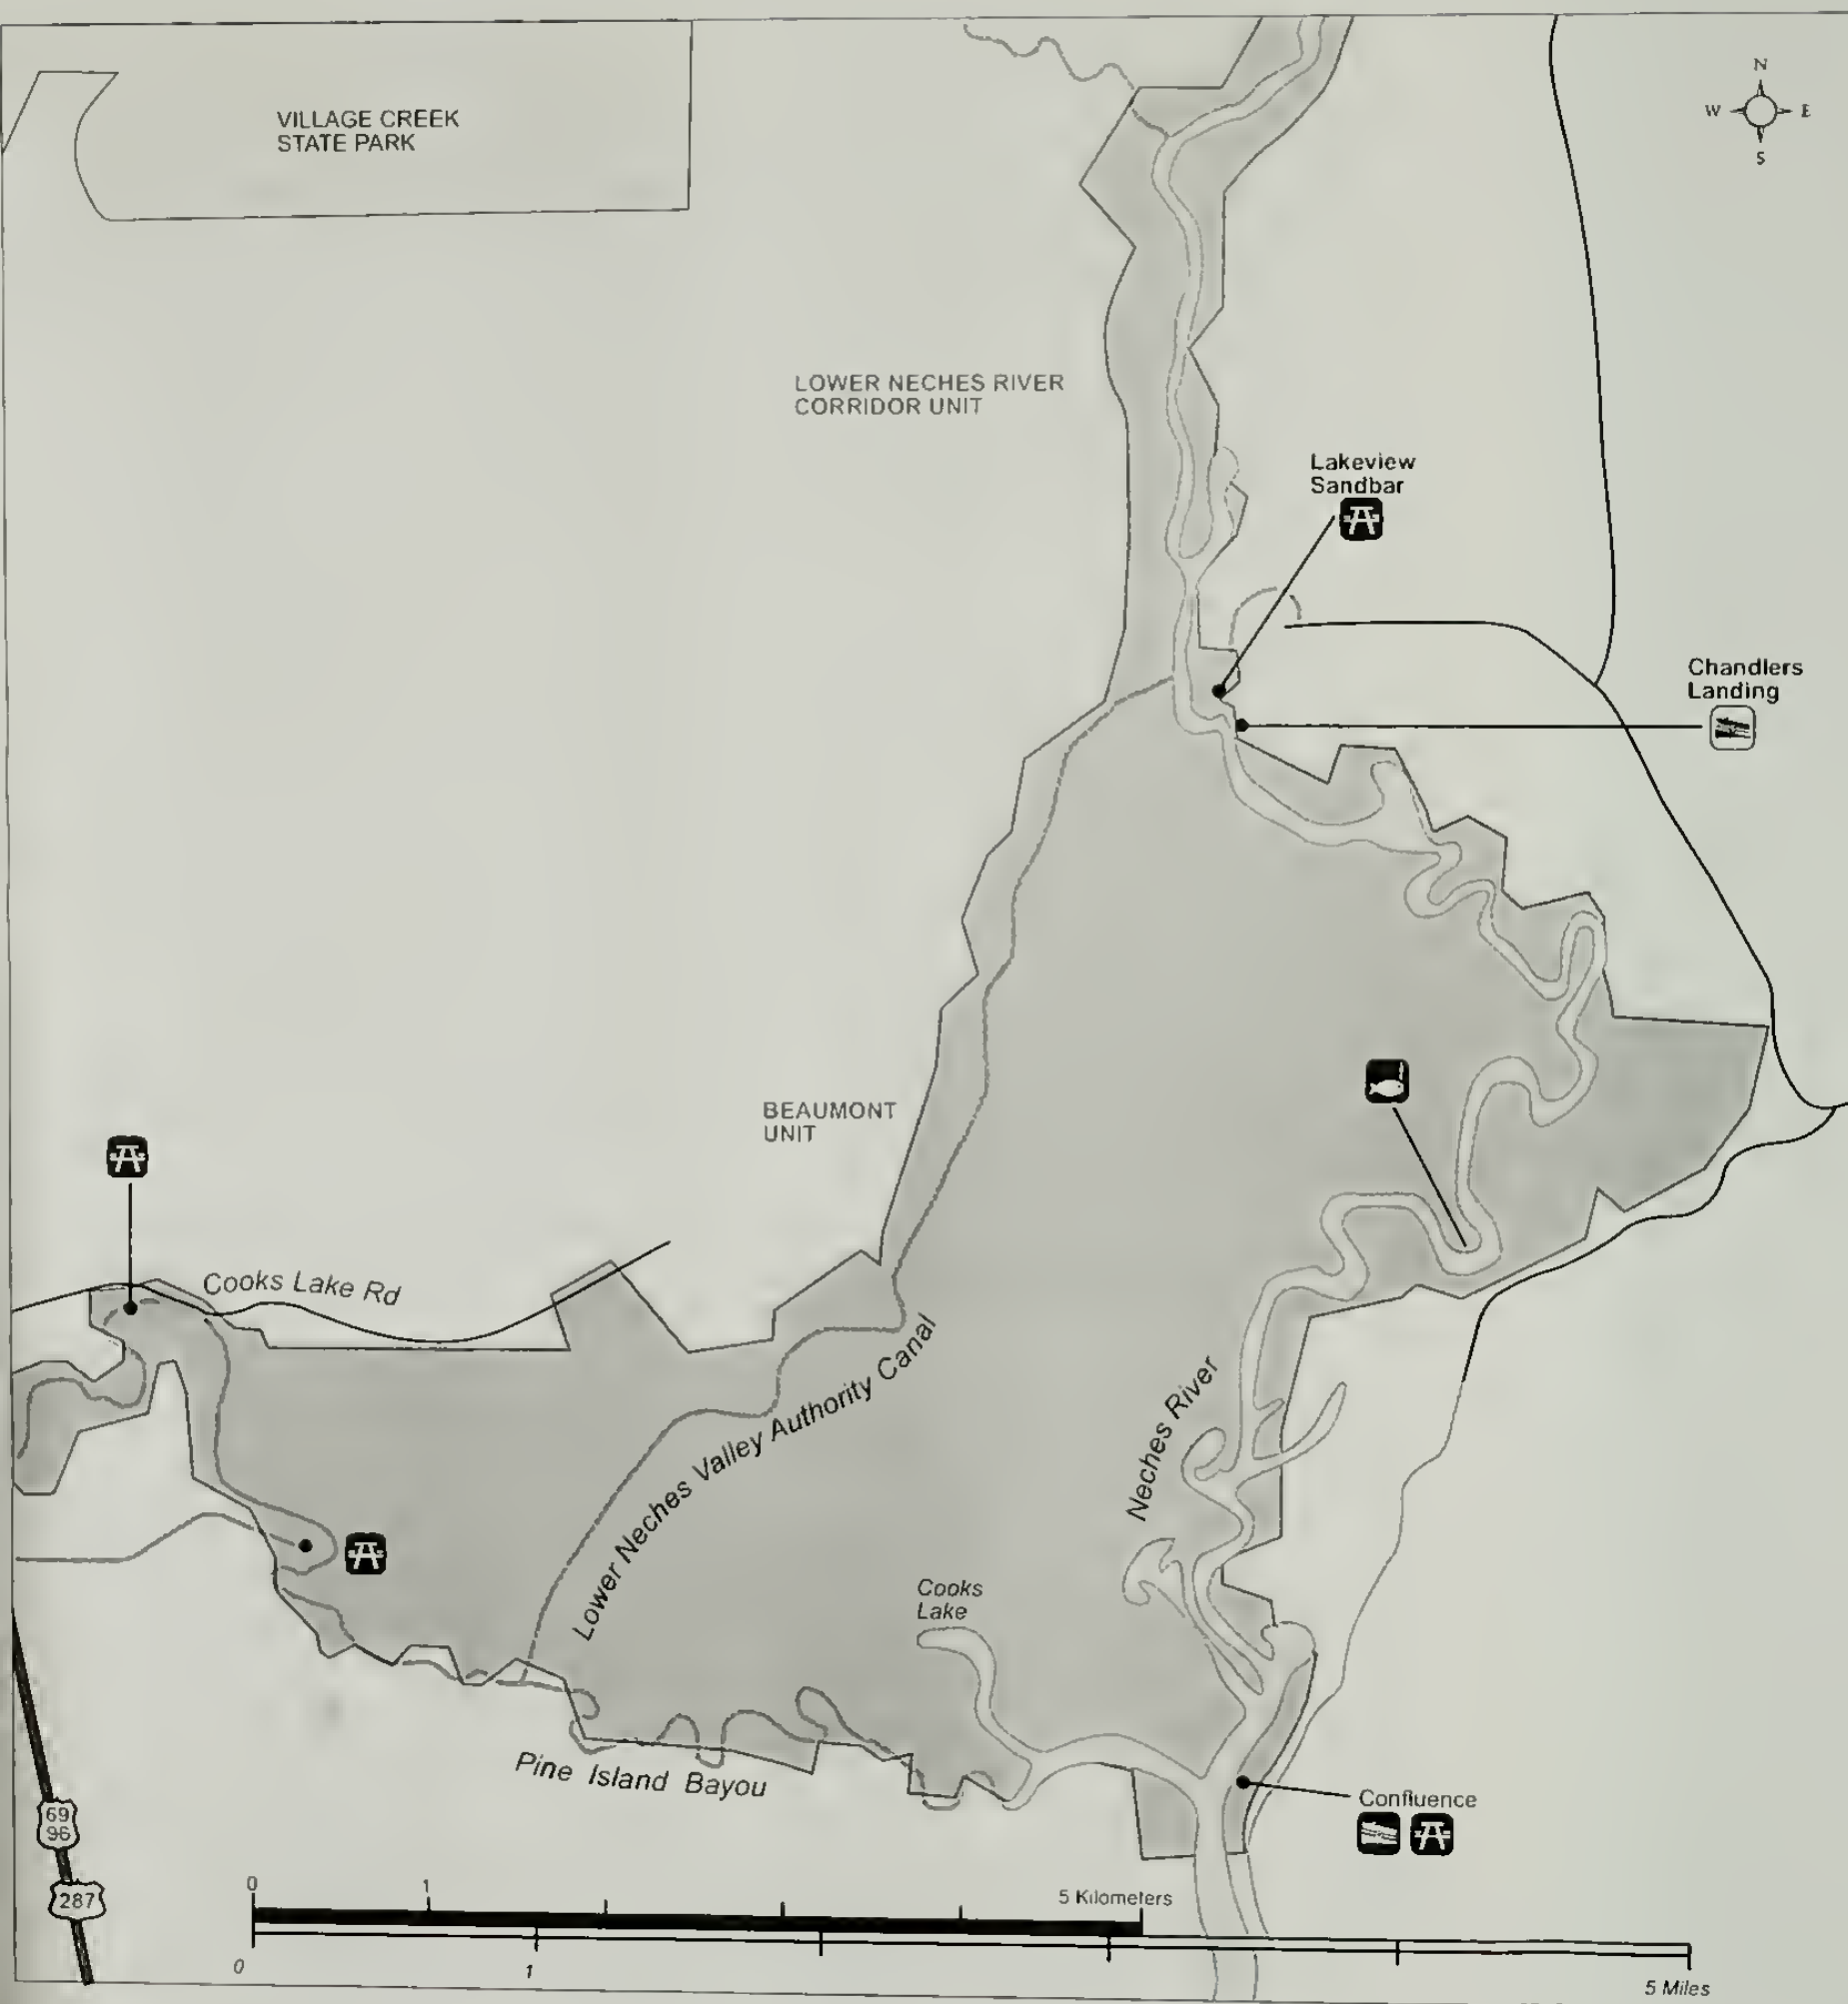 VILLAGE CREEK
STATE PARK
N
W E
S
LOWER NECHES RIVER
CORRIDOR UNIT
Lakeview
Sandbar
Chandlers
Landing
BEAUMONT
UNIT
Cooks Lake Rd
Lower Neches Valley Authority Canal
Neches River
Cooks
Lake
Pine Island Bayou
Confluence
69
96
287
0 1 5 Kilometers
0 1 5 Miles